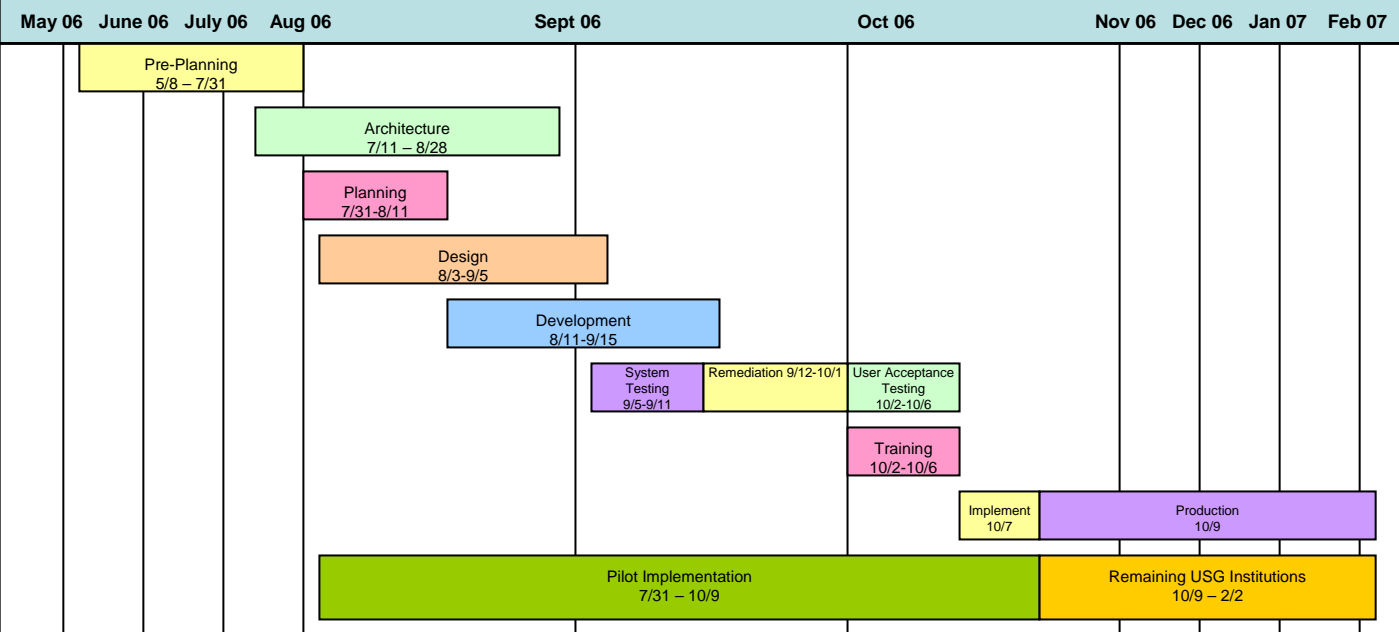 May 06 June 06 July 06 Aug 06 Sept 06 Oct 06 Nov 06 Dec 06 Jan 07 Feb 07
Pre-Planning
5/8 – 7/31
Architecture
7/11 – 8/28
Planning
7/31-8/11
Design
8/3-9/5
Development
8/11-9/15
System
Testing
9/5-9/11
Remediation 9/12-10/1
User Acceptance
Testing
10/2-10/6
Training
10/2-10/6
Implement
10/7
Production
10/9
Pilot Implementation
7/31 – 10/9
Remaining USG Institutions
10/9 – 2/2